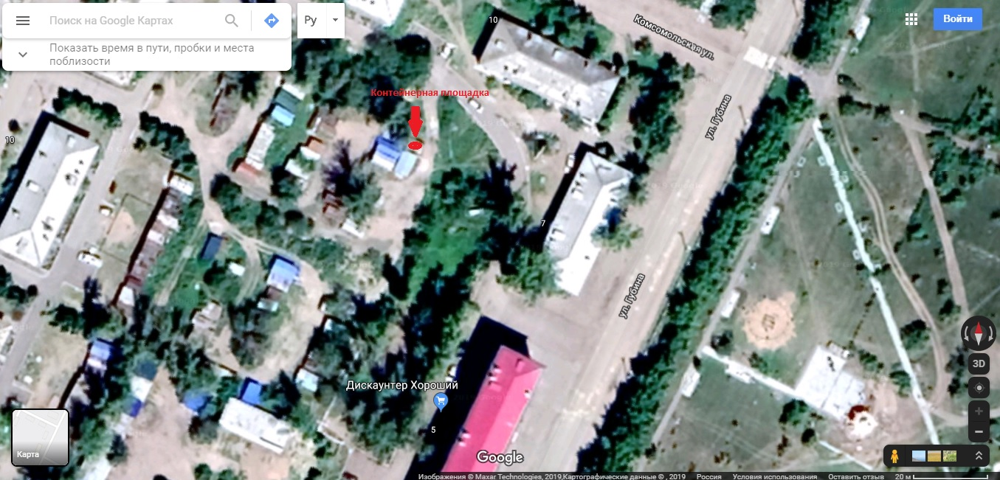 Поиск на Google Картах
Ру
Показать время в пути, пробки и места
поблизости
Войти
10
Комсомольская ул.
Контейнерная площадка
ул. Губина
10
7
ул. Губина
Дискаунтер Хороший
5
3D
Карта
Google
Изображения © Maxar Technologies, 2019,Картографические данные © , 2019 Россия Условия использования Оставить отзыв 20 м